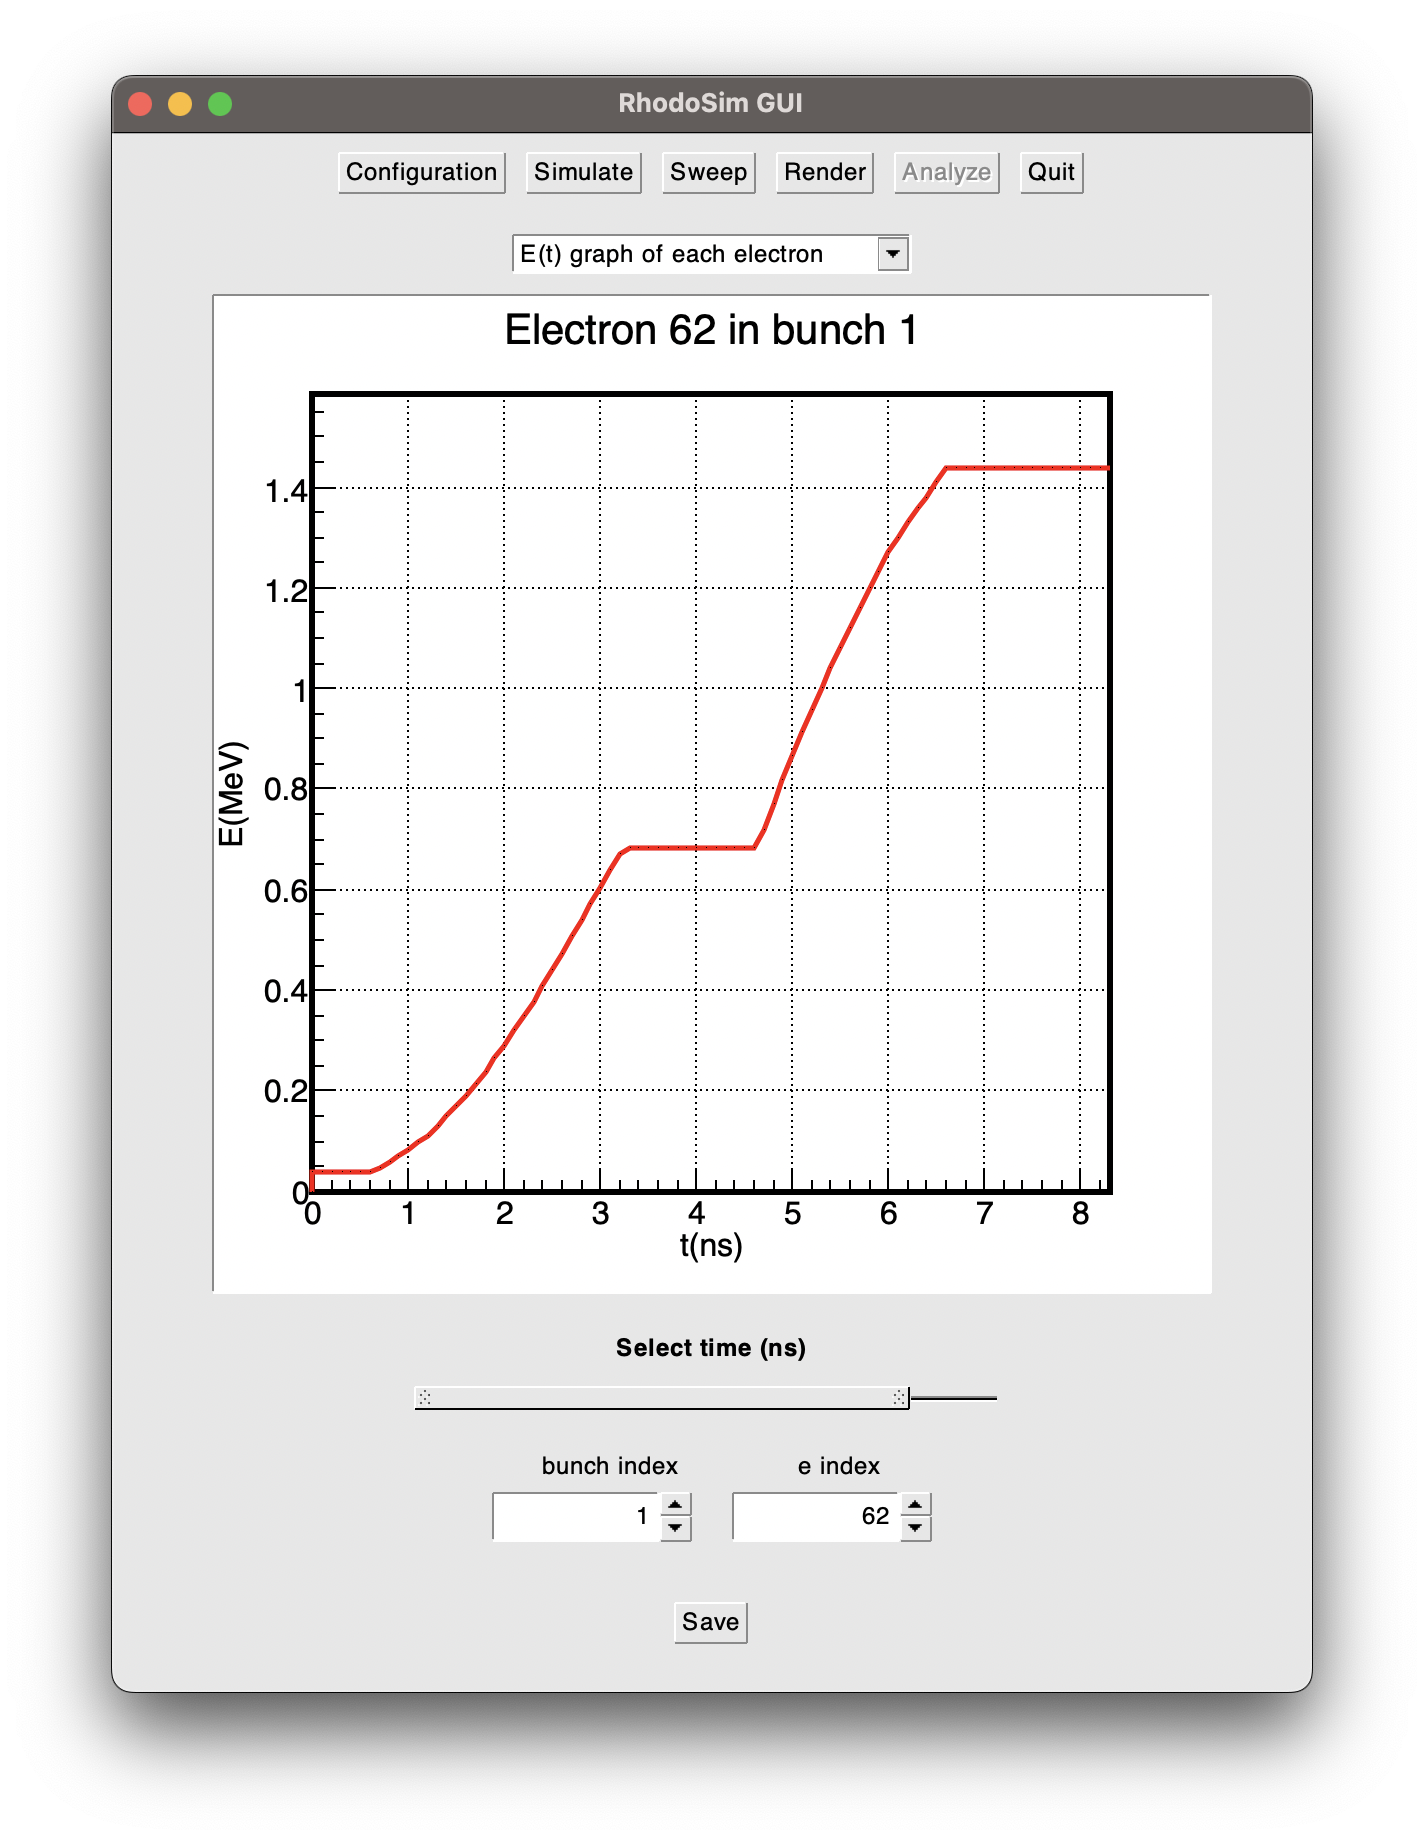 RhodoSim GUI
Configuration Simulate Sweep Render Analyze Quit
E(t) graph of each electron
Electron 62 in bunch 1
1.4
1.2
1
0.8
0.6
0.4
0.2
0
E(MeV)
0 1 2 3 4 5 6 7 8
t(ns)
Select time (ns)
bunch index e index
1 62
Save